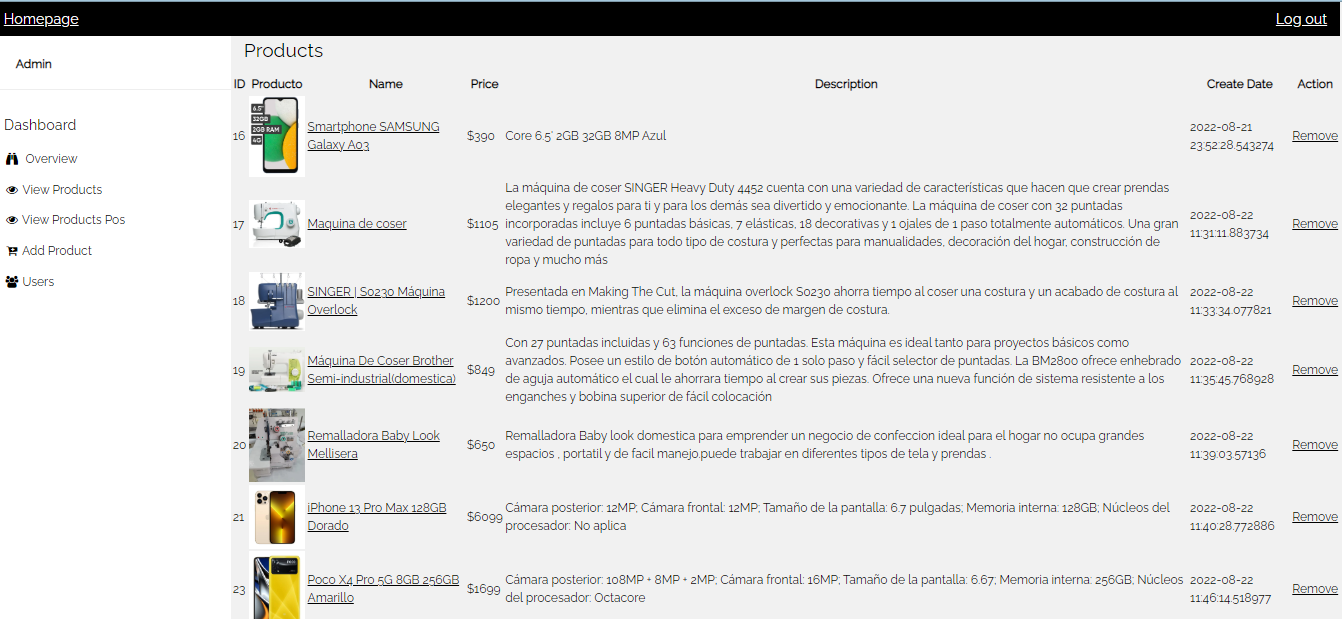 Homepage Log out
Admin
Dashboard
Overview
View Products
View Products Pos
Add Product
Users
Products
ID Producto Name Price Description Create Date Action
6.5"
32GB
2GB RAM
4G
16 Smartphone SAMSUNG Galaxy A03 $390 Core 6.5' 2GB 32GB 8MP Azul 2022-08-21 23:52:28.543274 Remove
17 Maquina de coser $1105
La máquina de coser SINGER Heavy Duty 4452 cuenta con una variedad de características que hacen que crear prendas
elegantes y regalos para ti y para los demás sea divertido y emocionante. La máquina de coser con 32 puntadas
incorporadas incluye 6 puntadas básicas, 7 elásticas, 18 decorativas y 1 ojales de 1 paso totalmente automáticos. Una gran
variedad de puntadas para todo tipo de costura y perfectas para manualidades, decoración del hogar, construcción de
ropa y mucho más
2022-08-22
11:31:11.883734
Remove
18
SINGER | S0230 Máquina
Overlock
$1200
Presentada en Making The Cut, la máquina overlock S0230 ahorra tiempo al coser una costura y un acabado de costura al
mismo tiempo, mientras que elimina el exceso de margen de costura.
2022-08-22
11:33:34.077821
Remove
19
Máquina De Coser Brother
Semi-industrial(domestica)
$849
Con 27 puntadas incluidas y 63 funciones de puntadas. Esta máquina es ideal tanto para proyectos básicos como
avanzados. Posee un estilo de botón automático de 1 solo paso y fácil selector de puntadas. La BM2800 ofrece enhebrado
de aguja automático el cual le ahorrara tiempo al crear sus piezas. Ofrece una nueva función de sistema resistente a los
enganches y bobina superior de fácil colocación
2022-08-22
11:35:45.768928
Remove
20
Remalladora Baby Look
Mellisera
$650
Remalladora Baby look domestica para emprender un negocio de confeccion ideal para el hogar no ocupa grandes
espacios , portatil y de facil manejo.puede trabajar en diferentes tipos de tela y prendas .
2022-08-22
11:39:03.57136
Remove
21
iPhone 13 Pro Max 128GB
Dorado
$6099
Cámara posterior: 12MP; Cámara frontal: 12MP; Tamaño de la pantalla: 6.7 pulgadas; Memoria interna: 128GB; Núcleos del
procesador: No aplica
2022-08-22
11:40:28.772886
Remove
23
Poco X4 Pro 5G 8GB 256GB
Amarillo
$1699
Cámara posterior: 108MP + 8MP + 2MP; Cámara frontal: 16MP; Tamaño de la pantalla: 6.67; Memoria interna: 256GB; Núcleos
del procesador: Octacore
2022-08-22
11:46:14.518977
Remove